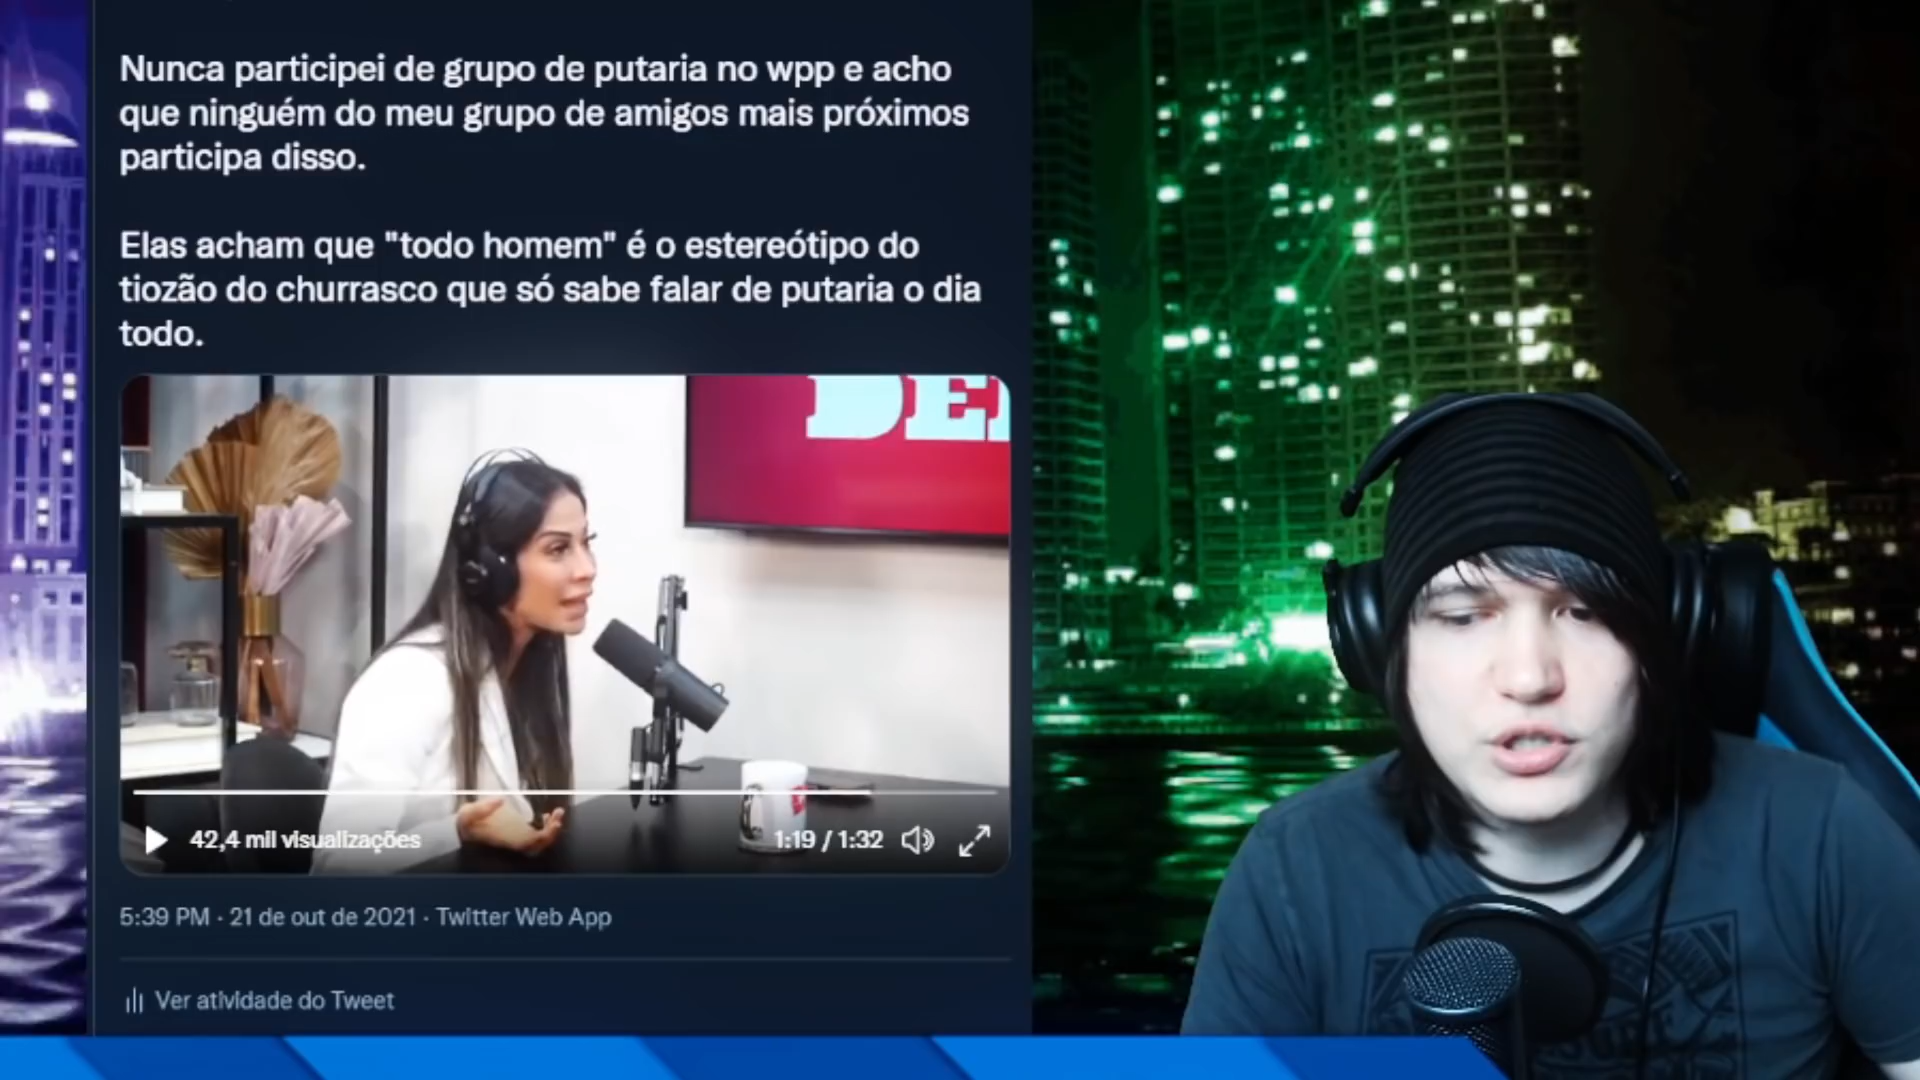 Nunca participei de grupo de putaria no wpp e acho
que ninguém do meu grupo de amigos mais próximos
participa disso.
Elas acham que "todo homem" é o estereótipo do
tiozão do churrasco que só sabe falar de putaria o dia
todo.
42,4 mil visualizações
1:19 / 1:32
5:39 PM · 21 de out de 2021 · Twitter Web App
Ver atividade do Tweet